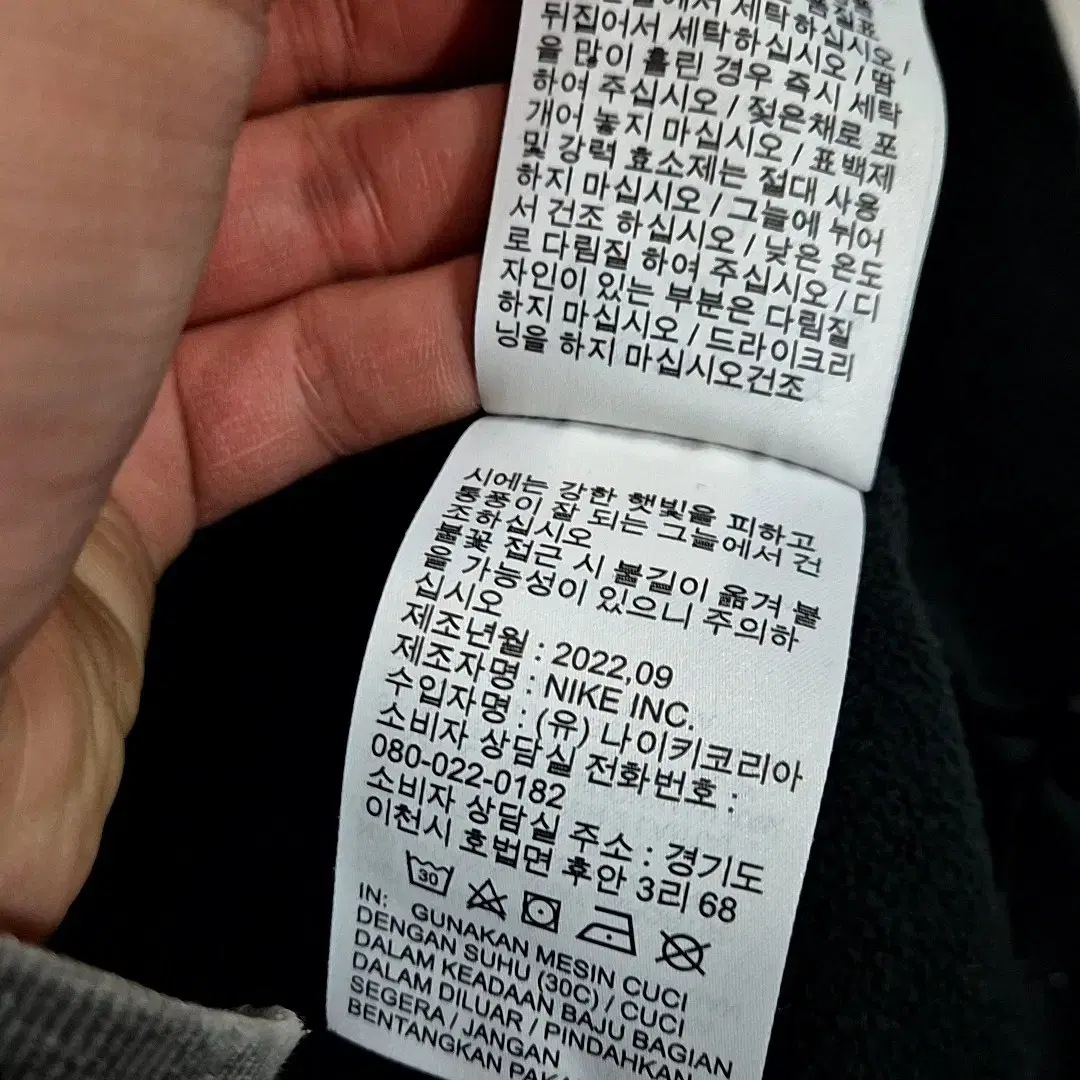 서 세탁하십시오 /
뒤집어서 세탁하십시오 / 땀
을 많이 흘린 경우 즉시 세탁
하여 주십시오 / 젖은채로 포
개어 놓지 마십시오 / 표백제
및 강력 효소제는 절대 사용
하지 마십시오 / 그늘에 뉘어
서 건조 하십시오 / 낮은 온도
로 다림질 하여 주십시오 / 디
자인이 있는 부분은 다림질
하지 마십시오 / 드라이크리
닝을 하지 마십시오건조
시에는 강한 햇빛을 피하고
통풍이 잘 되는 그늘에서 건
조하십시오
불꽃 접근 시 불길이 옮겨 붙
을 가능성이 있으니 주의하
십시오
제조년월 : 2022,09
제조자명 : NIKE INC.
수입자명 : (유) 나이키코리아
소비자 상담실 전화번호 :
080-022-0182
소비자 상담실 주소 : 경기도
이천시 호법면 후안 3리 68
30
IN: GUNAKAN MESIN CUCI
DENGAN SUHU (30C) / CUCI
DALAM KEADAAN BAJU BAGIAN
DALAM DILUAR / PINDAHKAN
SEGERA / JANGAN
BENTANGKAN